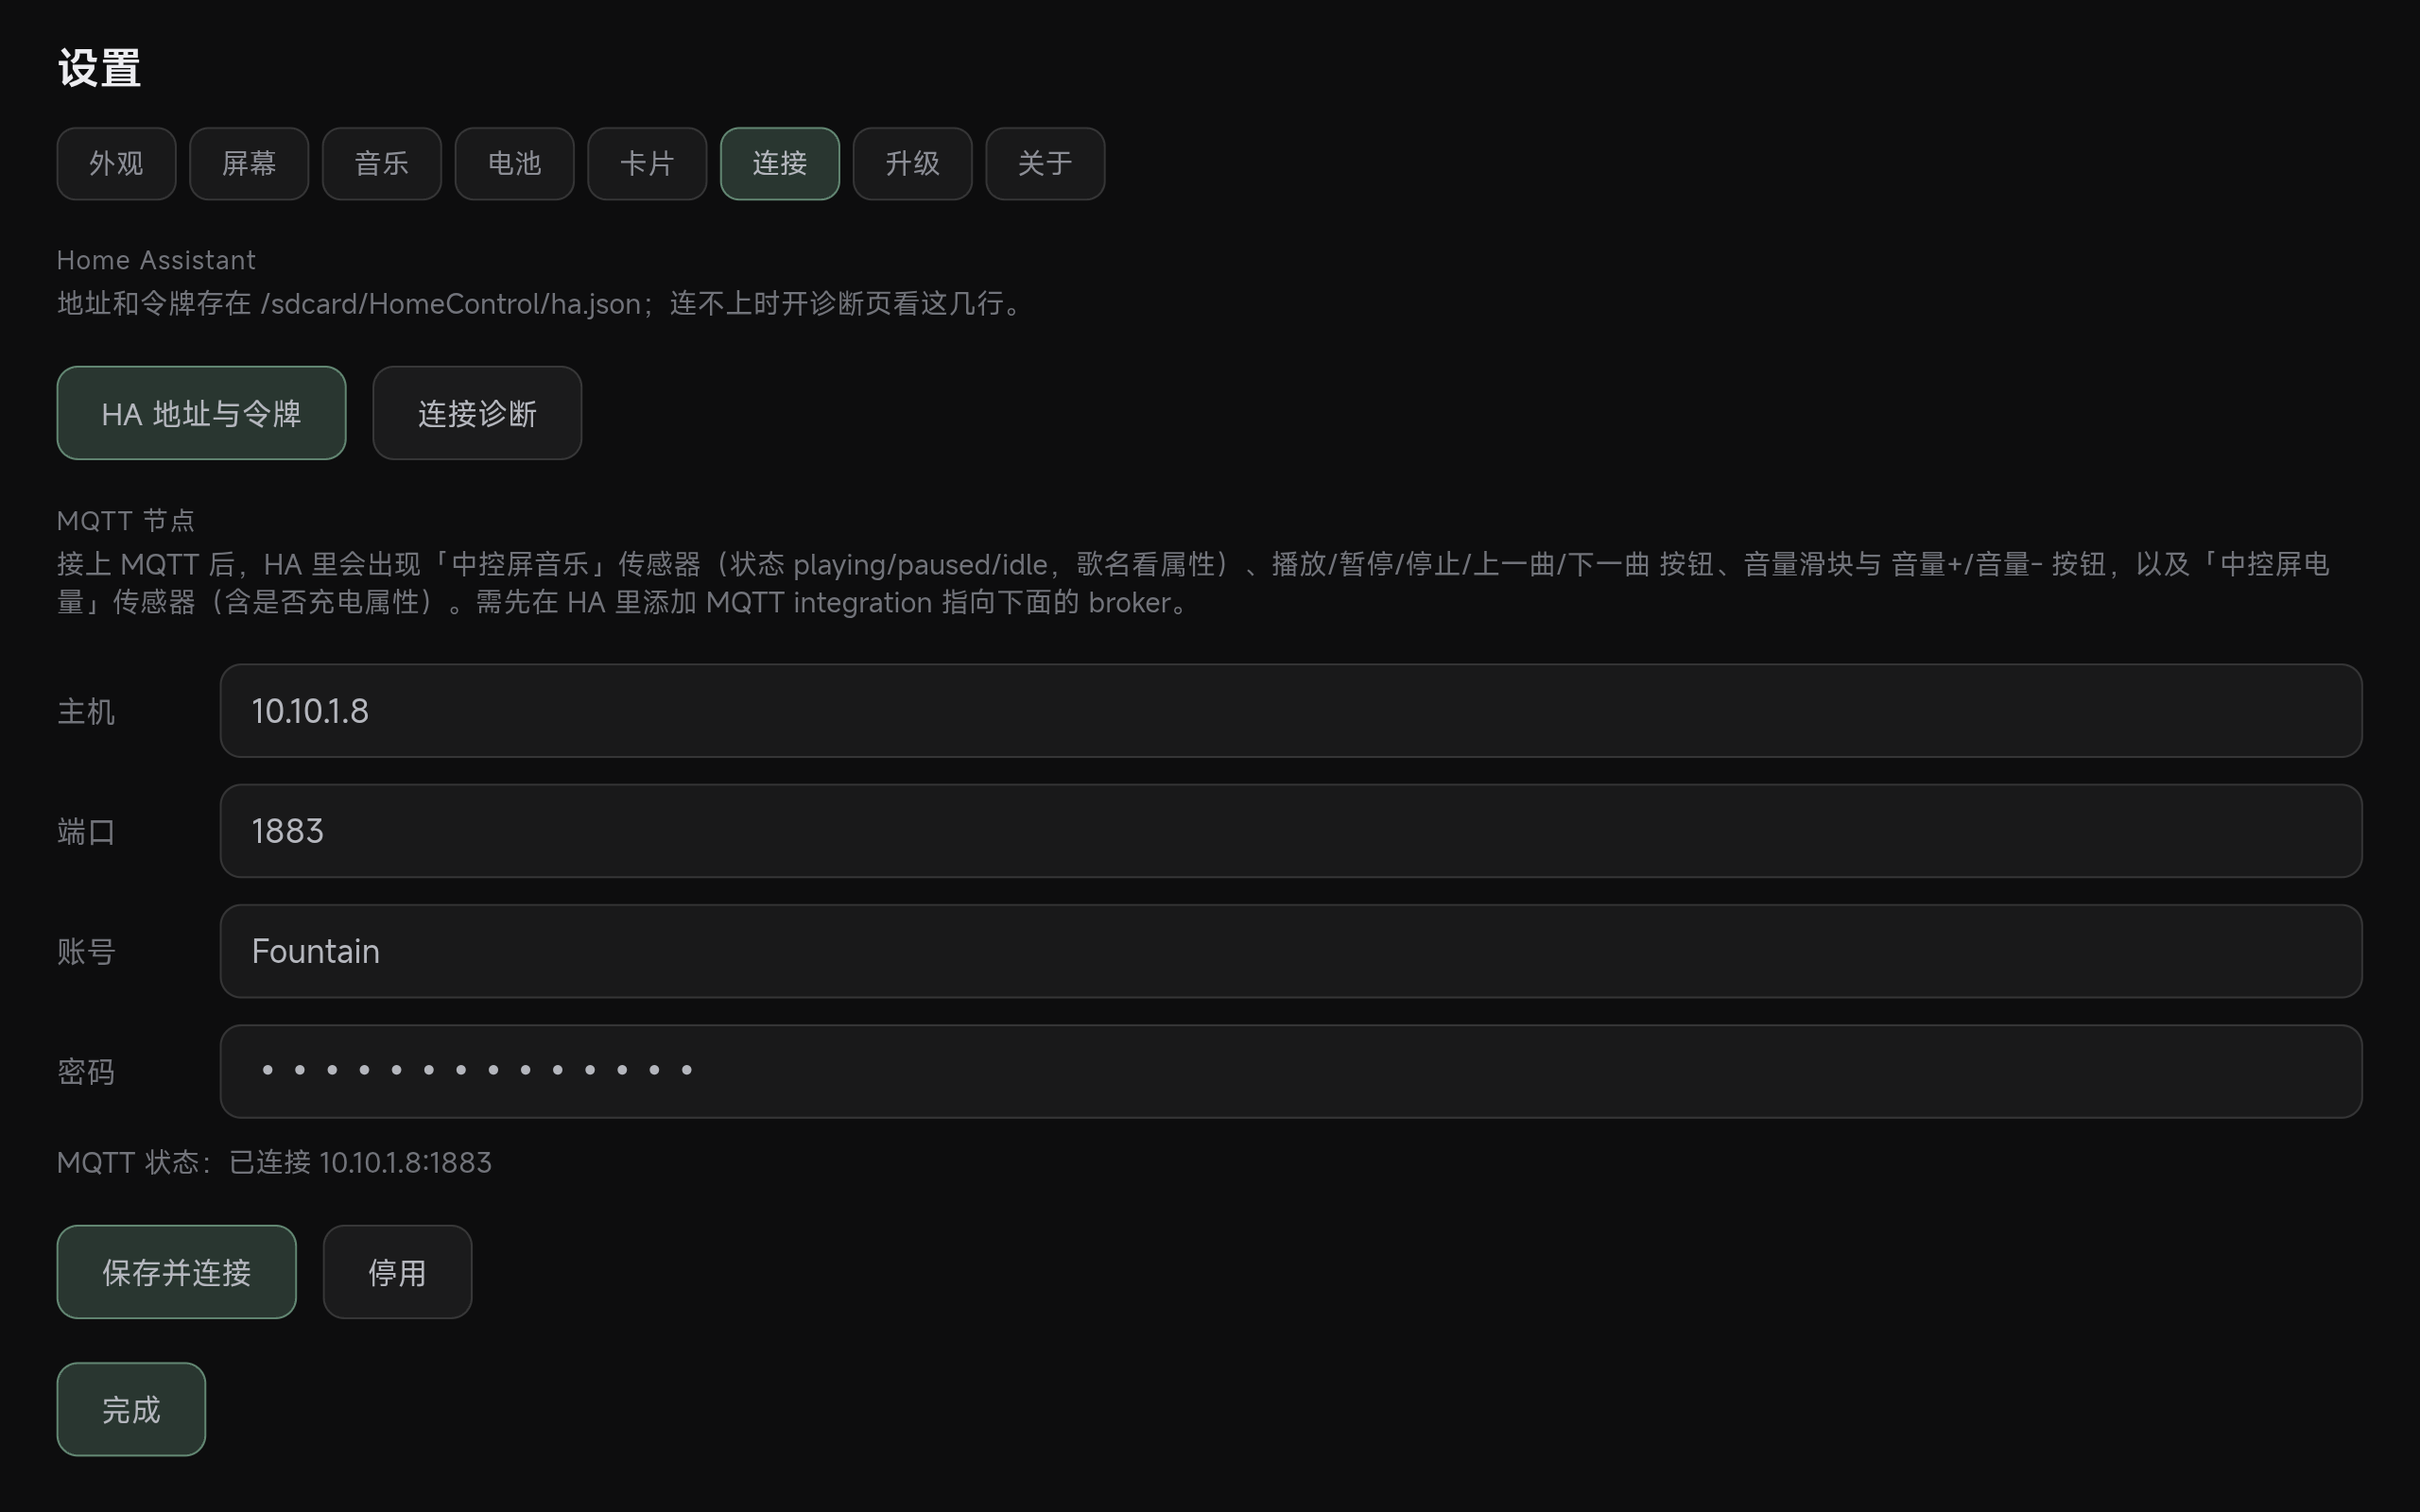 设置
外观 屏幕 音乐 电池 卡片 连接 升级 关于
Home Assistant
地址和令牌存在 /sdcard/HomeControl/ha.json；连不上时开诊断页看这几行。
HA 地址与令牌 连接诊断
MQTT 节点
接上 MQTT 后，HA 里会出现「中控屏音乐」传感器（状态 playing/paused/idle，歌名看属性）、播放/暂停/停止/上一曲/下一曲 按钮、音量滑块与 音量+/音量- 按钮，以及「中控屏电
量」传感器（含是否充电属性）。需先在 HA 里添加 MQTT integration 指向下面的 broker。
主机 10.10.1.8
端口 1883
账号 Fountain
密码 ••••••••••••••
MQTT 状态：已连接 10.10.1.8:1883
保存并连接 停用
完成